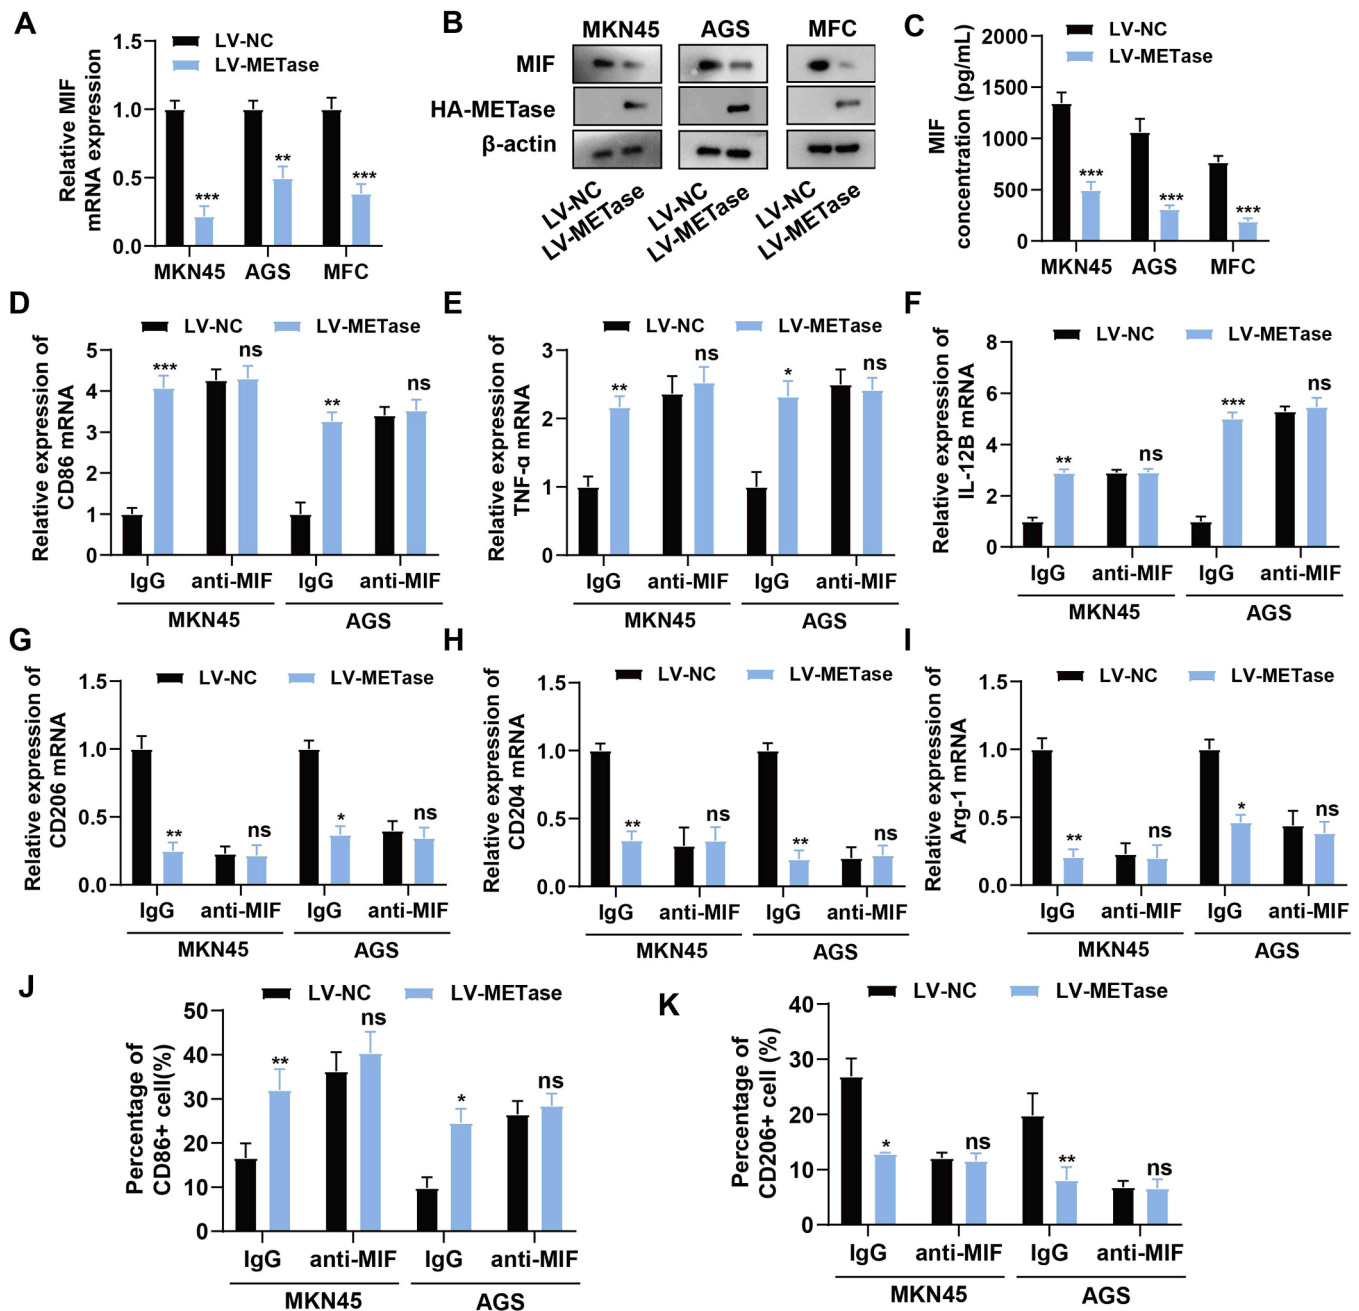 A
LV-NC
LV-METase
Relative MIF
mRNA expression
1.5
1.0
0.5
0.0
***
**
***
MKN45
AGS
MFC
B
MKN45
AGS
MFC
MIF
HA-METase
β-actin
LV-NC
LV-METase
LV-NC
LV-METase
LV-NC
LV-METase
C
LV-NC
LV-METase
MIF
concentration (pg/mL)
2000
1500
1000
500
0
***
***
***
MKN45
AGS
MFC
D
LV-NC
LV-METase
Relative expression of
CD86 mRNA
5
4
3
2
1
0
***
ns
**
ns
IgG
anti-MIF
IgG
anti-MIF
MKN45
AGS
E
LV-NC
LV-METase
Relative expression of
TNF-α mRNA
3
2
1
0
**
ns
*
ns
IgG
anti-MIF
IgG
anti-MIF
MKN45
AGS
F
LV-NC
LV-METase
Relative expression of
IL-12B mRNA
8
6
4
2
0
**
ns
***
ns
IgG
anti-MIF
IgG
anti-MIF
MKN45
AGS
G
LV-NC
LV-METase
Relative expression of
CD206 mRNA
1.5
1.0
0.5
0.0
**
ns
*
ns
IgG
anti-MIF
IgG
anti-MIF
MKN45
AGS
H
LV-NC
LV-METase
Relative expression of
CD204 mRNA
1.5
1.0
0.5
0.0
**
ns
**
ns
IgG
anti-MIF
IgG
anti-MIF
MKN45
AGS
I
LV-NC
LV-METase
Relative expression of
Arg-1 mRNA
1.5
1.0
0.5
0.0
**
ns
*
ns
IgG
anti-MIF
IgG
anti-MIF
MKN45
AGS
J
LV-NC
LV-METase
Percentage of
CD86+ cell(%)
50
40
30
20
10
0
**
ns
*
ns
IgG
anti-MIF
IgG
anti-MIF
MKN45
AGS
K
LV-NC
LV-METase
Percentage of
CD206+ cell (%)
40
30
20
10
0
*
ns
**
ns
IgG
anti-MIF
IgG
anti-MIF
MKN45
AGS